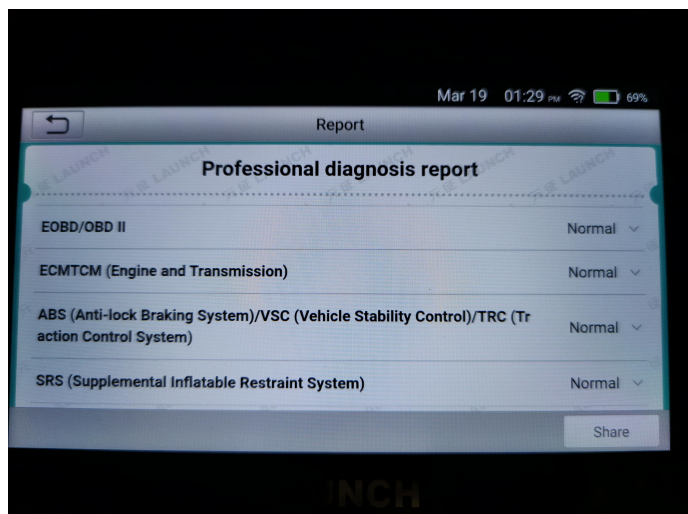 Mar 19 01:29 PM 69%
Report
Professional diagnosis report
EOBD/OBD II
Normal
ECMTCM (Engine and Transmission)
Normal
ABS (Anti-lock Braking System)/VSC (Vehicle Stability Control)/TRC (Tr
action Control System)
Normal
SRS (Supplemental Inflatable Restraint System)
Normal
Share